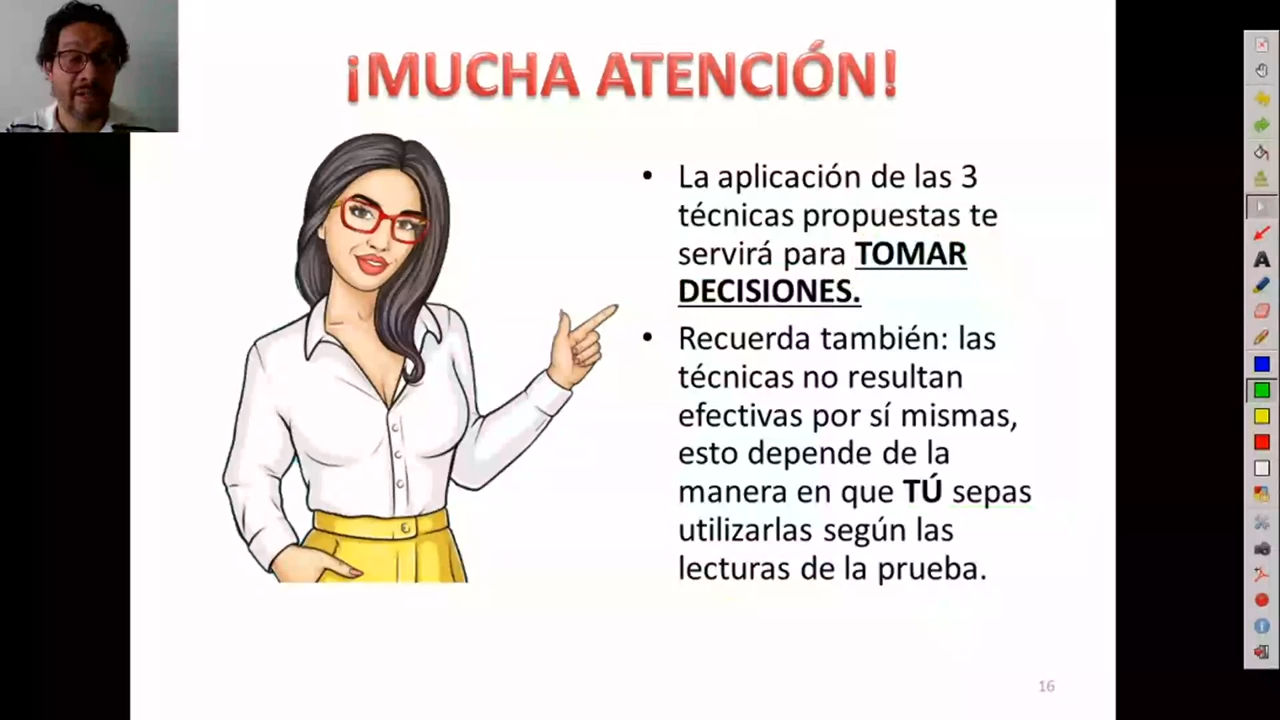 ¡MUCHA ATENCIÓN!
• La aplicación de las 3
técnicas propuestas te
servirá para TOMAR
DECISIONES.
• Recuerda también: las
técnicas no resultan
efectivas por sí mismas,
esto depende de la
manera en que TÚ sepas
utilizarlas según las
lecturas de la prueba.
16
A